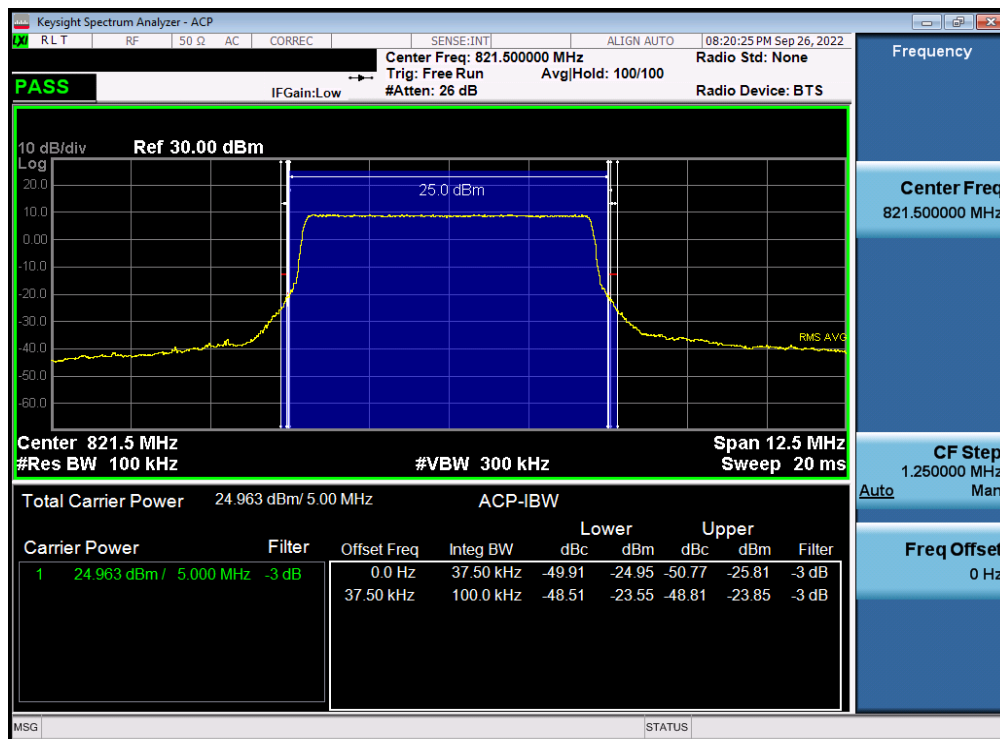 Keysight Spectrum Analyzer - ACP
LXI RLT RF 50 Ω AC CORREC SENSE:INT ALIGN AUTO 08:20:25 PM Sep 26, 2022
Center Freq: 821.500000 MHz Radio Std: None
Trig: Free Run Avg|Hold: 100/100
PASS IFGain:Low #Atten: 26 dB Radio Device: BTS
10 dB/div Ref 30.00 dBm
Log
20.0
10.0
0.00
-10.0
-20.0
-30.0
-40.0
-50.0
-60.0
25.0 dBm
RMS AVG
Center 821.5 MHz Span 12.5 MHz
#Res BW 100 kHz #VBW 300 kHz Sweep 20 ms
Total Carrier Power 24.963 dBm/ 5.00 MHz ACP-IBW
Lower Upper
Carrier Power Filter Offset Freq Integ BW dBc dBm dBc dBm Filter
1 24.963 dBm / 5.000 MHz -3 dB 0.0 Hz 37.50 kHz -49.91 -24.95 -50.77 -25.81 -3 dB
37.50 kHz 100.0 kHz -48.51 -23.55 -48.81 -23.85 -3 dB
MSG STATUS
Frequency
Center Freq
821.500000 MHz
CF Step
1.250000 MHz
Auto Man
Freq Offset
0 Hz